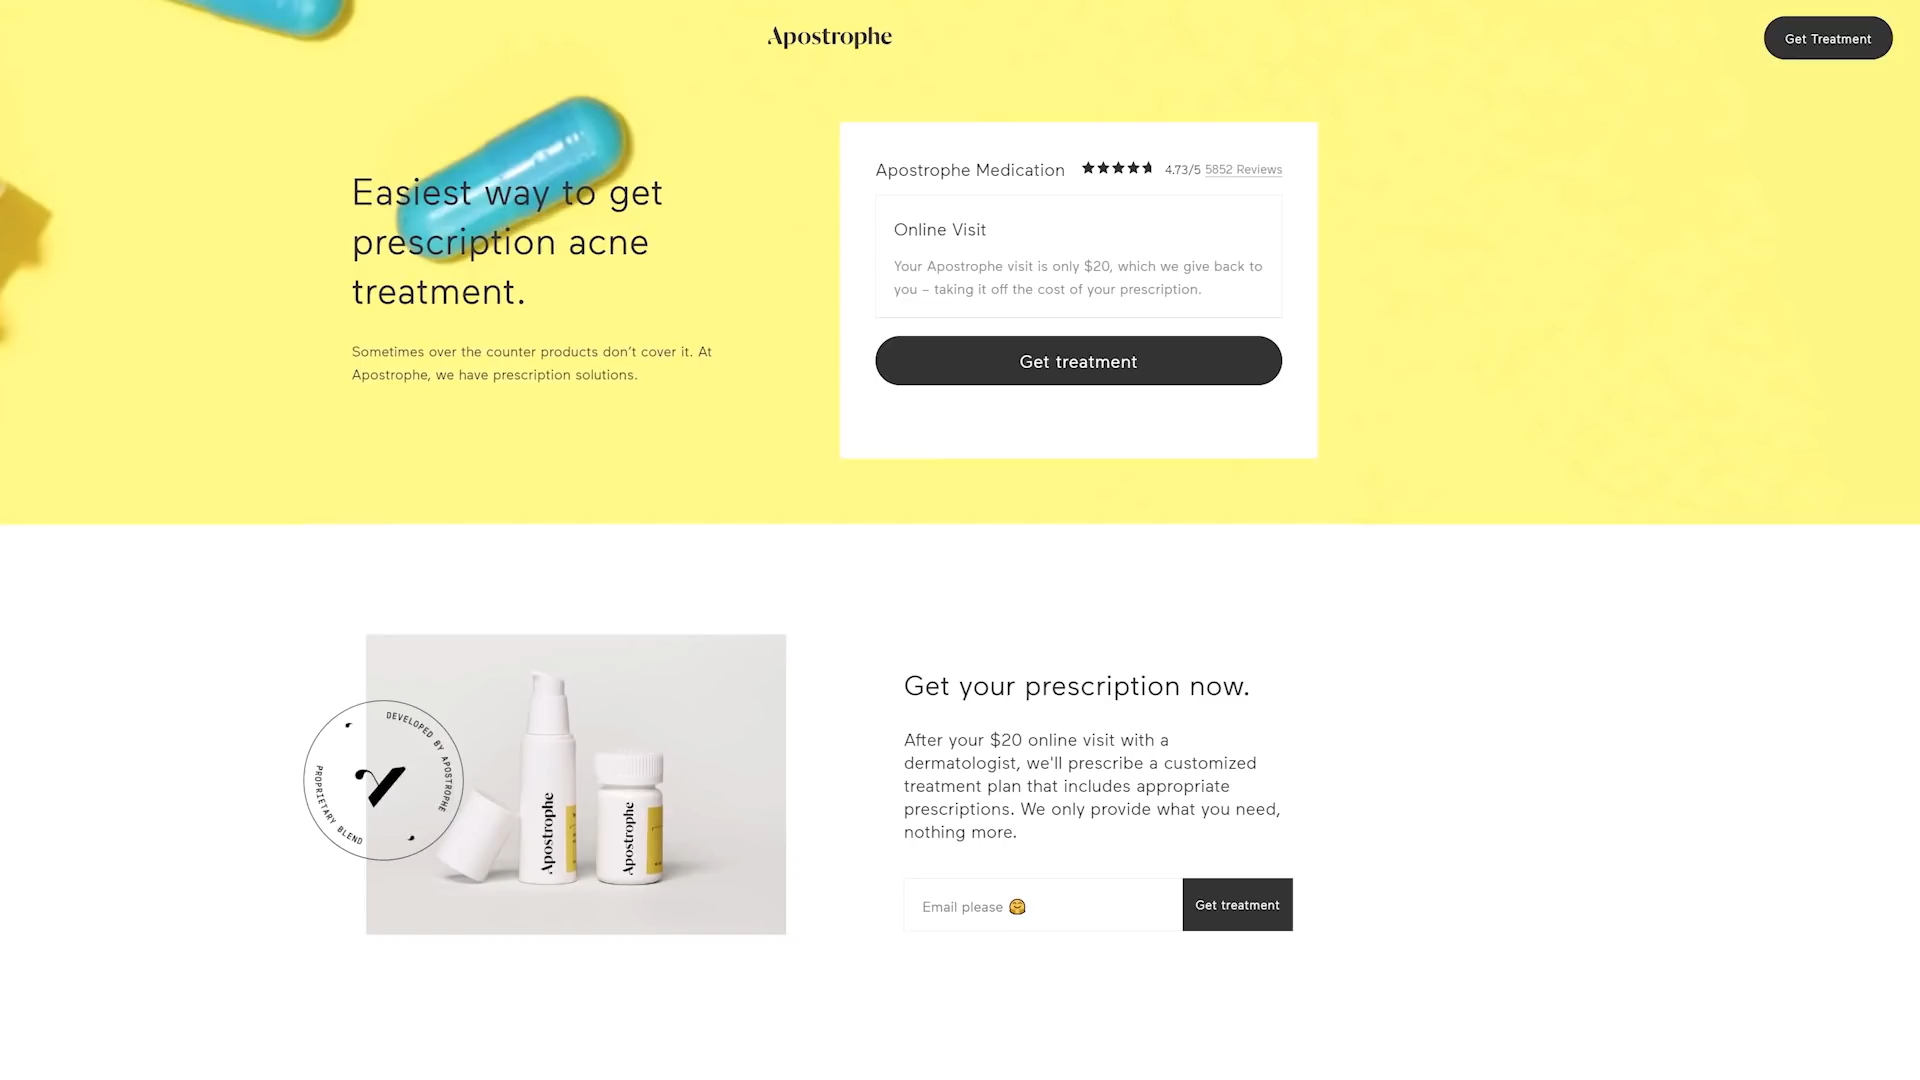 Apostrophe
Get Treatment
Easiest way to get
prescription acne
treatment.
Sometimes over the counter products don't cover it. At
Apostrophe, we have prescription solutions.
Apostrophe Medication
4.73/5 5852 Reviews
Online Visit
Your Apostrophe visit is only $20, which we give back to
you – taking it off the cost of your prescription.
Get treatment
DEVELOPED BY APOSTROPHE
PROPRIETARY BLEND
Apostrophe
Apostrophe
Get your prescription now.
After your $20 online visit with a
dermatologist, we'll prescribe a customized
treatment plan that includes appropriate
prescriptions. We only provide what you need,
nothing more.
Email please 🤗
Get treatment